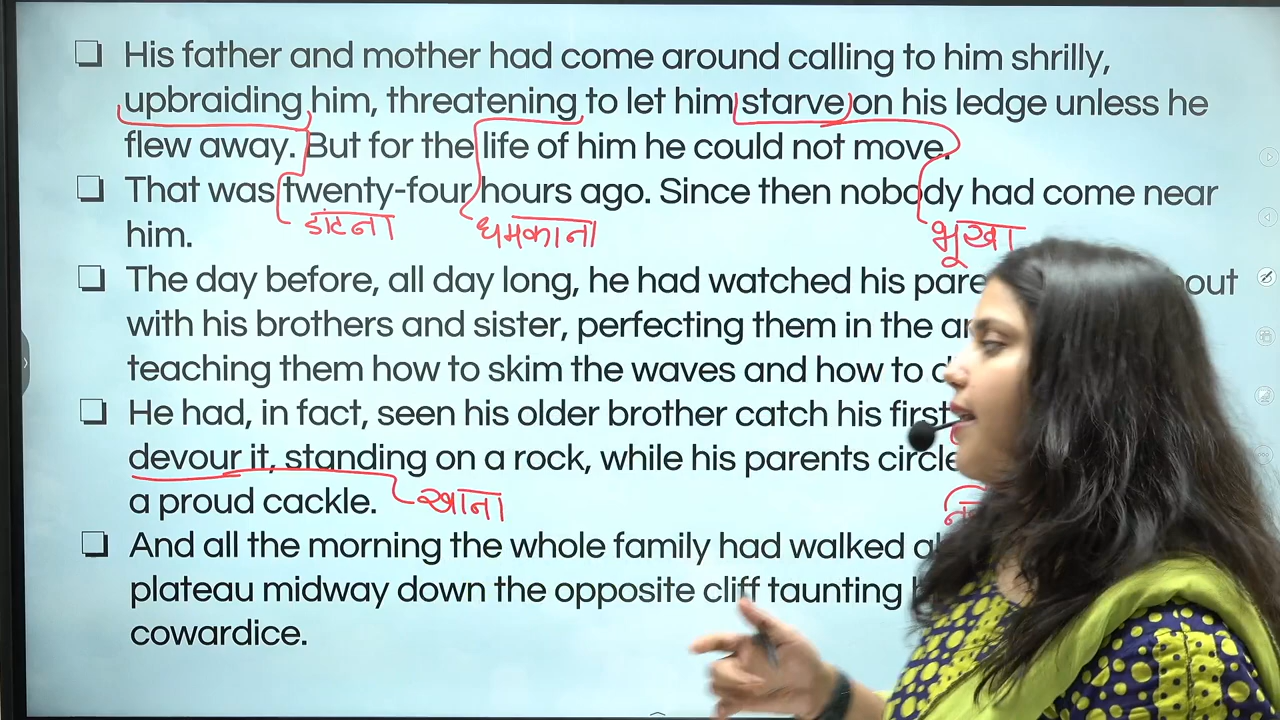 ❏ His father and mother had come around calling to him shrilly,
upbraiding him, threatening to let him starve on his ledge unless he
flew away. But for the life of him he could not move.
❏ That was twenty-four hours ago. Since then nobody had come near
डांटना धमकाना भूखा
him.
❏ The day before, all day long, he had watched his
with his brothers and sister, perfecting them in the
teaching them how to skim the waves and how to
❏ He had, in fact, seen his older brother catch his first
devour it, standing on a rock, while his parents
a proud cackle. खाना
❏ And all the morning the whole family had walked
plateau midway down the opposite cliff taunting
cowardice.